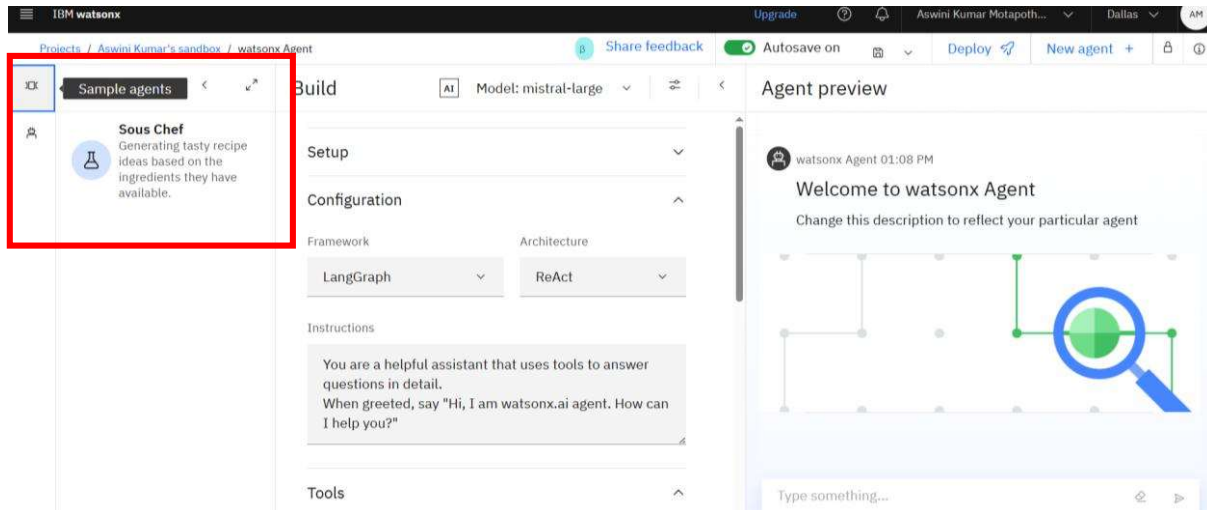 IBM watsonx
Upgrade
Aswini Kumar Motapoth...
Dallas
AM
Projects / Aswini Kumar's sandbox / watsonx Agent
β
Share feedback
Autosave on
Deploy
New agent +
Sample agents
Sous Chef
Generating tasty recipe
ideas based on the
ingredients they have
available.
Build
AI
Model: mistral-large
Setup
Configuration
Framework
Architecture
LangGraph
ReAct
Instructions
You are a helpful assistant that uses tools to answer
questions in detail.
When greeted, say "Hi, I am watsonx.ai agent. How can
I help you?"
Tools
Agent preview
watsonx Agent 01:08 PM
Welcome to watsonx Agent
Change this description to reflect your particular agent
Type something...